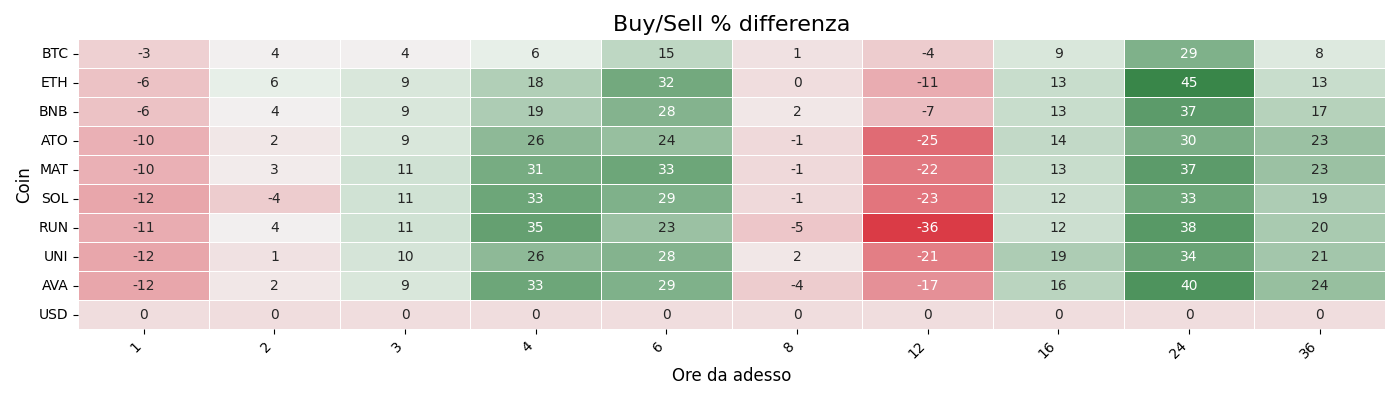 Buy/Sell % differenza
Coin
BTC -3 4 4 6 15 1 -4 9 29 8
ETH -6 6 9 18 32 0 -11 13 45 13
BNB -6 4 9 19 28 2 -7 13 37 17
ATO -10 2 9 26 24 -1 -25 14 30 23
MAT -10 3 11 31 33 -1 -22 13 37 23
SOL -12 -4 11 33 29 -1 -23 12 33 19
RUN -11 4 11 35 23 -5 -36 12 38 20
UNI -12 1 10 26 28 2 -21 19 34 21
AVA -12 2 9 33 29 -4 -17 16 40 24
USD 0 0 0 0 0 0 0 0 0 0
1 2 3 4 6 8 12 16 24 36
Ore da adesso